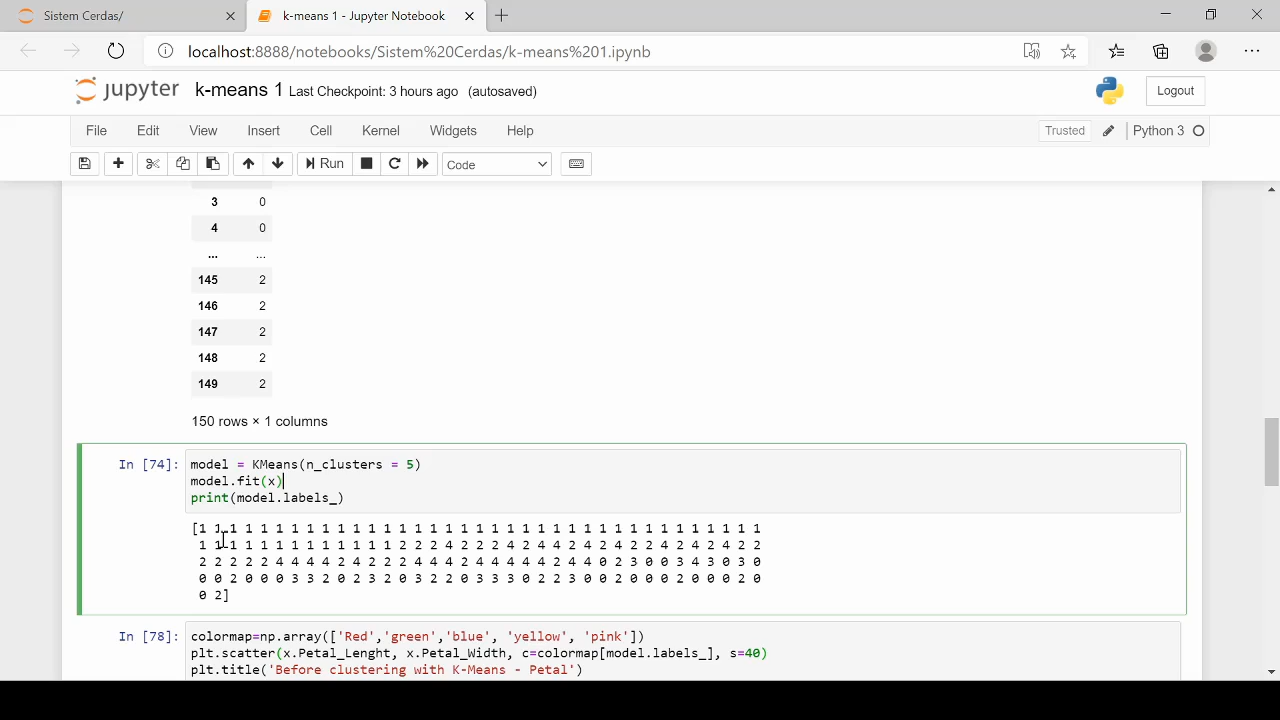 Sistem Cerdas/
k-means 1 - Jupyter Notebook
localhost:8888/notebooks/Sistem%20Cerdas/k-means%201.ipynb
jupyter k-means 1 Last Checkpoint: 3 hours ago (autosaved)
Logout
File Edit View Insert Cell Kernel Widgets Help
Trusted
Python 3
Run
Code
3 0
4 0
... ...
145 2
146 2
147 2
148 2
149 2
150 rows × 1 columns
In [74]: model = KMeans(n_clusters = 5)
model.fit(x)
print(model.labels_)
[1 1 1 1 1 1 1 1 1 1 1 1 1 1 1 1 1 1 1 1 1 1 1 1 1 1 1 1 1 1 1 1 1 1 1 1 1
1 1 1 1 1 1 1 1 1 1 1 1 1 2 2 2 4 2 2 2 4 2 4 4 2 4 2 4 2 2 4 2 4 2 4 2 2
2 2 2 2 2 4 4 4 4 2 4 2 2 2 4 4 4 2 4 4 4 4 4 2 4 4 0 2 3 0 0 3 4 3 0 3 0
0 0 2 0 0 0 3 3 2 0 2 3 2 0 3 2 2 0 3 3 3 0 2 2 3 0 0 2 0 0 0 2 0 0 0 2 0
0 2]
In [78]: colormap=np.array(['Red','green','blue', 'yellow', 'pink'])
plt.scatter(x.Petal_Lenght, x.Petal_Width, c=colormap[model.labels_], s=40)
plt.title('Before clustering with K-Means - Petal')